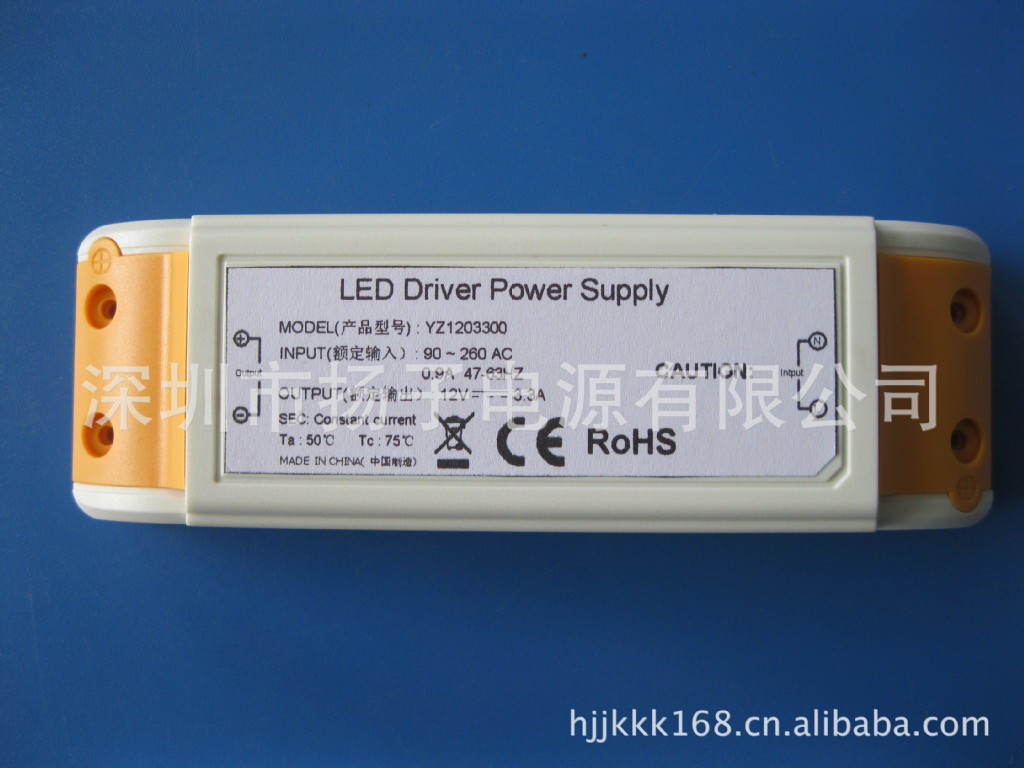 LED Driver Power Supply
MODEL(产品型号) : YZ1203300
INPUT(额定输入) : 90 ~ 260 AC
0.9A 47-63HZ
OUTPUT(额定输出) : 12V 3.3A
SEC: Constant current
Ta : 50℃ Tc : 75℃
MADE IN CHINA( 中国制造)
Output
CE RoHS
CAUTION:
Intput
N
L
深圳市扬子电源有限公司
hjjkkk168.cn.alibaba.com